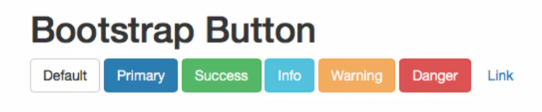 Bootstrap Button
Default Primary Success Info Warning Danger Link